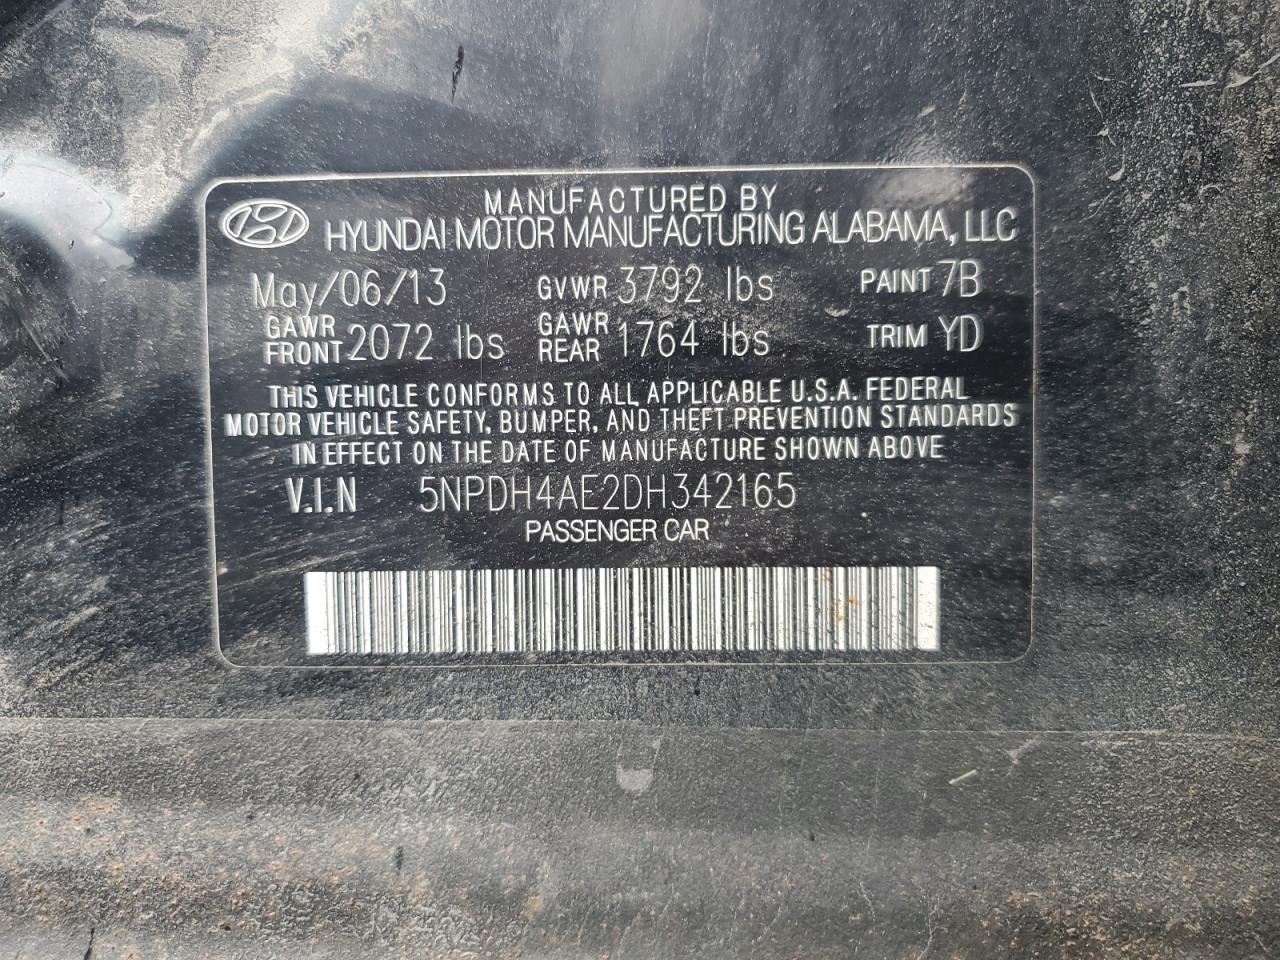 MANUFACTURED BY
HYUNDAI MOTOR MANUFACTURING ALABAMA, LLC
May/06/13 GVWR 3792 lbs PAINT 7B
GAWR FRONT 2072 lbs GAWR REAR 1764 lbs TRIM YD
THIS VEHICLE CONFORMS TO ALL APPLICABLE U.S.A. FEDERAL
MOTOR VEHICLE SAFETY, BUMPER, AND THEFT PREVENTION STANDARDS
IN EFFECT ON THE DATE OF MANUFACTURE SHOWN ABOVE
V.I.N 5NPDH4AE2DH342165
PASSENGER CAR